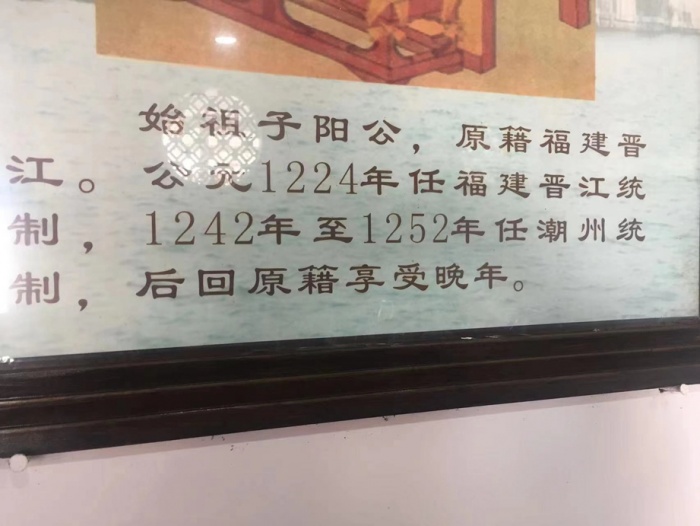 始祖子阳公，原籍福建晋
江。公元1224年任福建晋江统
制，1242年至1252年任潮州统
制，后回原籍享受晚年。